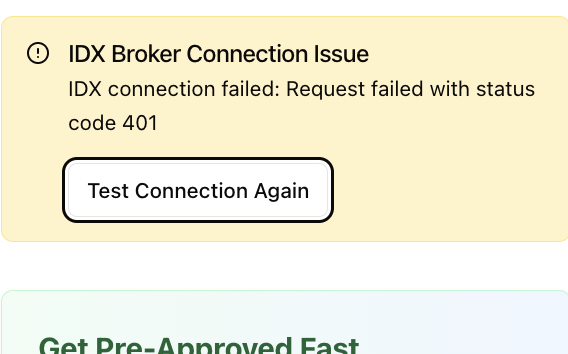 IDX Broker Connection Issue
IDX connection failed: Request failed with status
code 401
Test Connection Again
Get Pre-Approved Fast